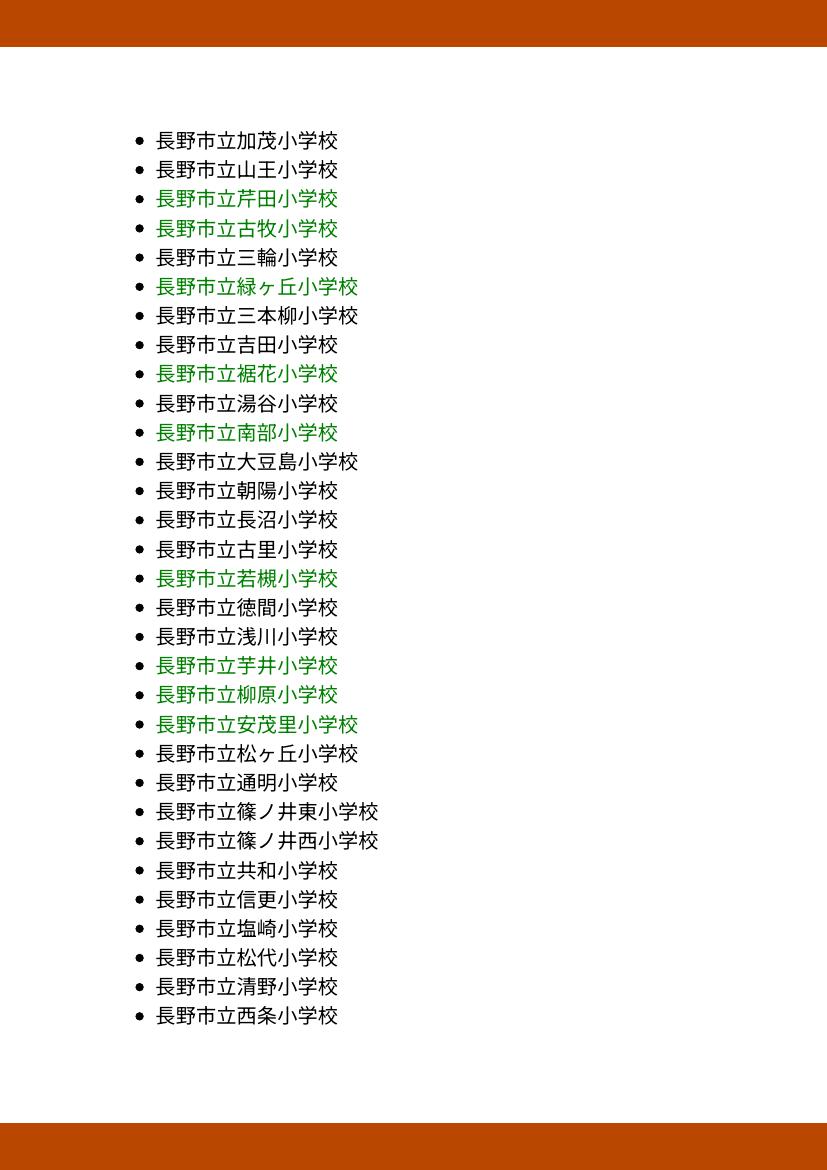 • 長野市立加茂小学校
• 長野市立山王小学校
• 長野市立芹田小学校
• 長野市立古牧小学校
• 長野市立三輪小学校
• 長野市立緑ヶ丘小学校
• 長野市立三本柳小学校
• 長野市立吉田小学校
• 長野市立裾花小学校
• 長野市立湯谷小学校
• 長野市立南部小学校
• 長野市立大豆島小学校
• 長野市立朝陽小学校
• 長野市立長沼小学校
• 長野市立古里小学校
• 長野市立若槻小学校
• 長野市立徳間小学校
• 長野市立浅川小学校
• 長野市立芋井小学校
• 長野市立柳原小学校
• 長野市立安茂里小学校
• 長野市立松ヶ丘小学校
• 長野市立通明小学校
• 長野市立篠ノ井東小学校
• 長野市立篠ノ井西小学校
• 長野市立共和小学校
• 長野市立信更小学校
• 長野市立塩崎小学校
• 長野市立松代小学校
• 長野市立清野小学校
• 長野市立西条小学校